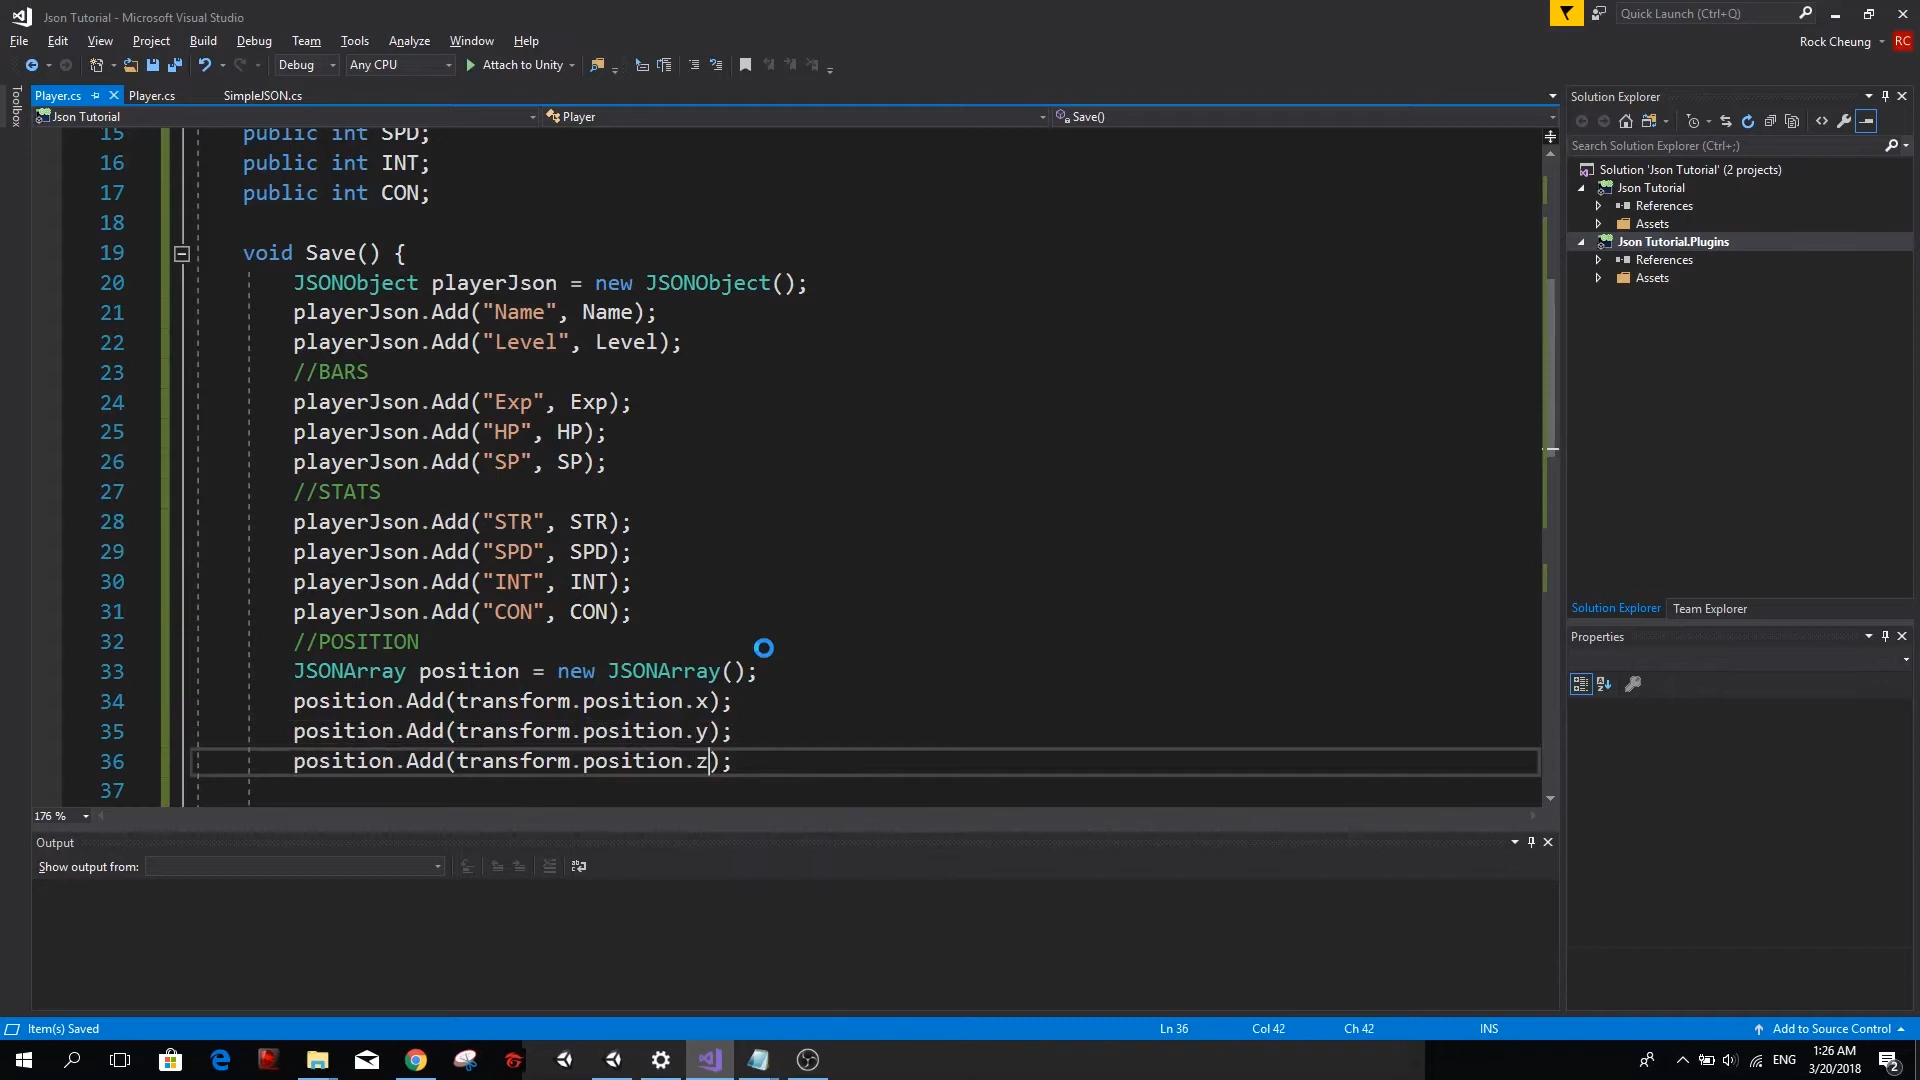 Json Tutorial - Microsoft Visual Studio
Quick Launch (Ctrl+Q)
File Edit View Project Build Debug Team Tools Analyze Window Help
Rock Cheung RC
Debug Any CPU Attach to Unity
Toolbox
Player.cs Player.cs SimpleJSON.cs
Json Tutorial Player Save()
15 public int SPD;
16 public int INT;
17 public int CON;
18
19 void Save() {
20 JSONObject playerJson = new JSONObject();
21 playerJson.Add("Name", Name);
22 playerJson.Add("Level", Level);
23 //BARS
24 playerJson.Add("Exp", Exp);
25 playerJson.Add("HP", HP);
26 playerJson.Add("SP", SP);
27 //STATS
28 playerJson.Add("STR", STR);
29 playerJson.Add("SPD", SPD);
30 playerJson.Add("INT", INT);
31 playerJson.Add("CON", CON);
32 //POSITION
33 JSONArray position = new JSONArray();
34 position.Add(transform.position.x);
35 position.Add(transform.position.y);
36 position.Add(transform.position.z);
37
176 %
Output
Show output from:
Solution Explorer
Search Solution Explorer (Ctrl+;)
Solution 'Json Tutorial' (2 projects)
Json Tutorial
References
Assets
Json Tutorial.Plugins
References
Assets
Solution Explorer Team Explorer
Properties
Item(s) Saved Ln 36 Col 42 Ch 42 INS Add to Source Control
ENG 1:26 AM
3/20/2018
2